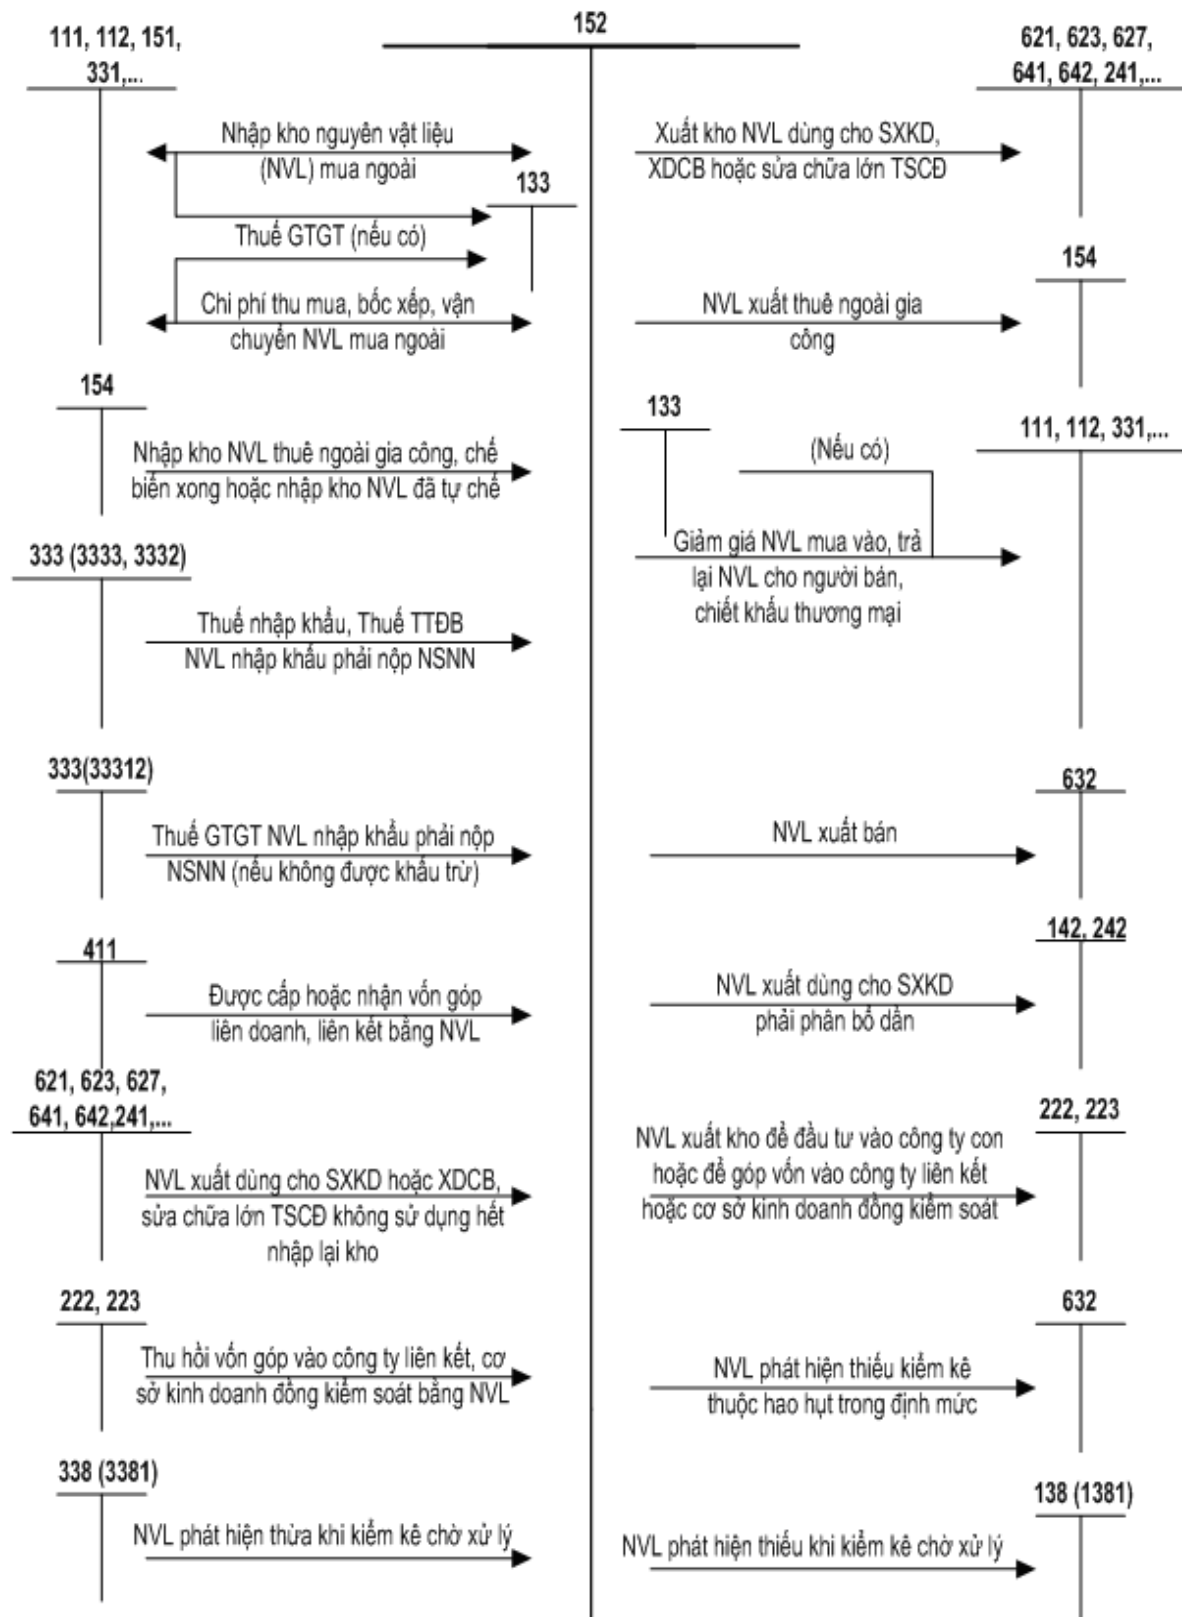 152
111, 112, 151,
331,...
Nhập kho nguyên vật liệu
(NVL) mua ngoài
133
Thuế GTGT (nếu có)
Chi phí thu mua, bốc xếp, vận
chuyển NVL mua ngoài
154
Nhập kho NVL thuê ngoài gia công, chế
biến xong hoặc nhập kho NVL đã tự chế
333 (3333, 3332)
Thuế nhập khẩu, Thuế TTĐB
NVL nhập khẩu phải nộp NSNN
333(33312)
Thuế GTGT NVL nhập khẩu phải nộp
NSNN (nếu không được khấu trừ)
411
Được cấp hoặc nhận vốn góp
liên doanh, liên kết bằng NVL
621, 623, 627,
641, 642,241,...
NVL xuất dùng cho SXKD hoặc XDCB,
sửa chữa lớn TSCĐ không sử dụng hết
nhập lại kho
222, 223
Thu hồi vốn góp vào công ty liên kết, cơ
sở kinh doanh đồng kiểm soát bằng NVL
338 (3381)
NVL phát hiện thừa khi kiểm kê chờ xử lý
621, 623, 627,
641, 642, 241,...
Xuất kho NVL dùng cho SXKD,
XDCB hoặc sửa chữa lớn TSCĐ
154
NVL xuất thuê ngoài gia
công
133
111, 112, 331,...
(Nếu có)
Giảm giá NVL mua vào, trả
lại NVL cho người bán,
chiết khấu thương mại
632
NVL xuất bán
142, 242
NVL xuất dùng cho SXKD
phải phân bổ dần
222, 223
NVL xuất kho để đầu tư vào công ty con
hoặc để góp vốn vào công ty liên kết
hoặc cơ sở kinh doanh đồng kiểm soát
632
NVL phát hiện thiếu kiểm kê
thuộc hao hụt trong định mức
138 (1381)
NVL phát hiện thiếu khi kiểm kê chờ xử lý